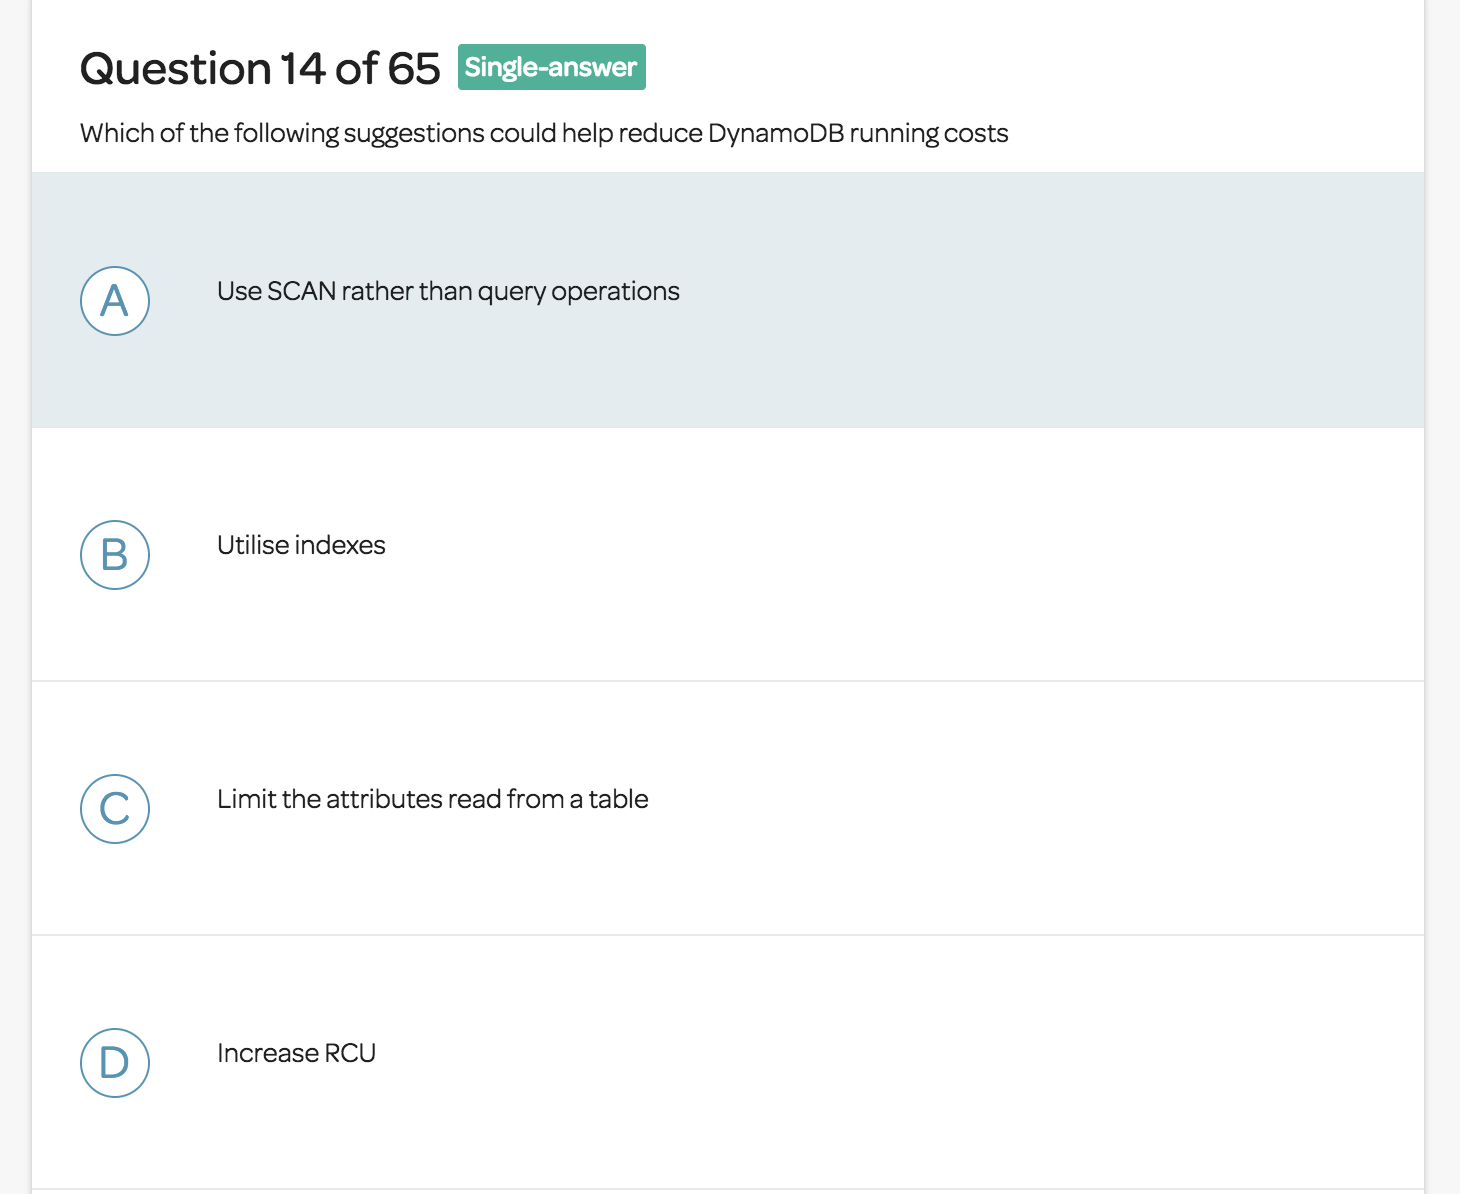 Question 14 of 65 Single-answer
Which of the following suggestions could help reduce DynamoDB running costs
A Use SCAN rather than query operations
B Utilise indexes
C Limit the attributes read from a table
D Increase RCU